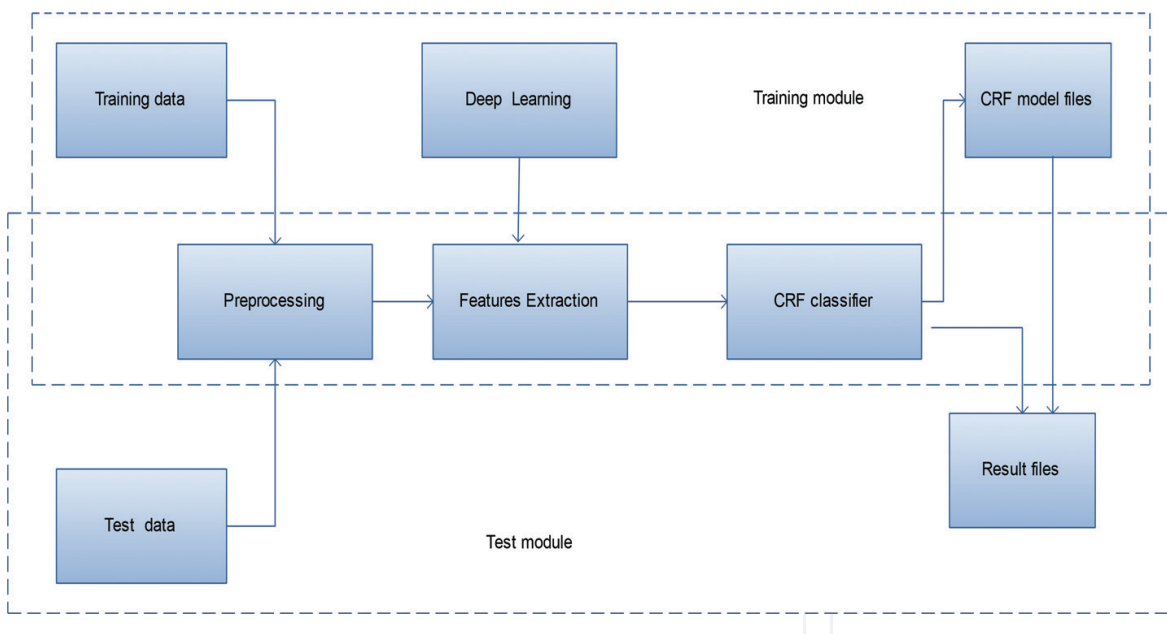 Training data
Deep Learning
Training module
CRF model files
Preprocessing
Features Extraction
CRF classifier
Result files
Test data
Test module